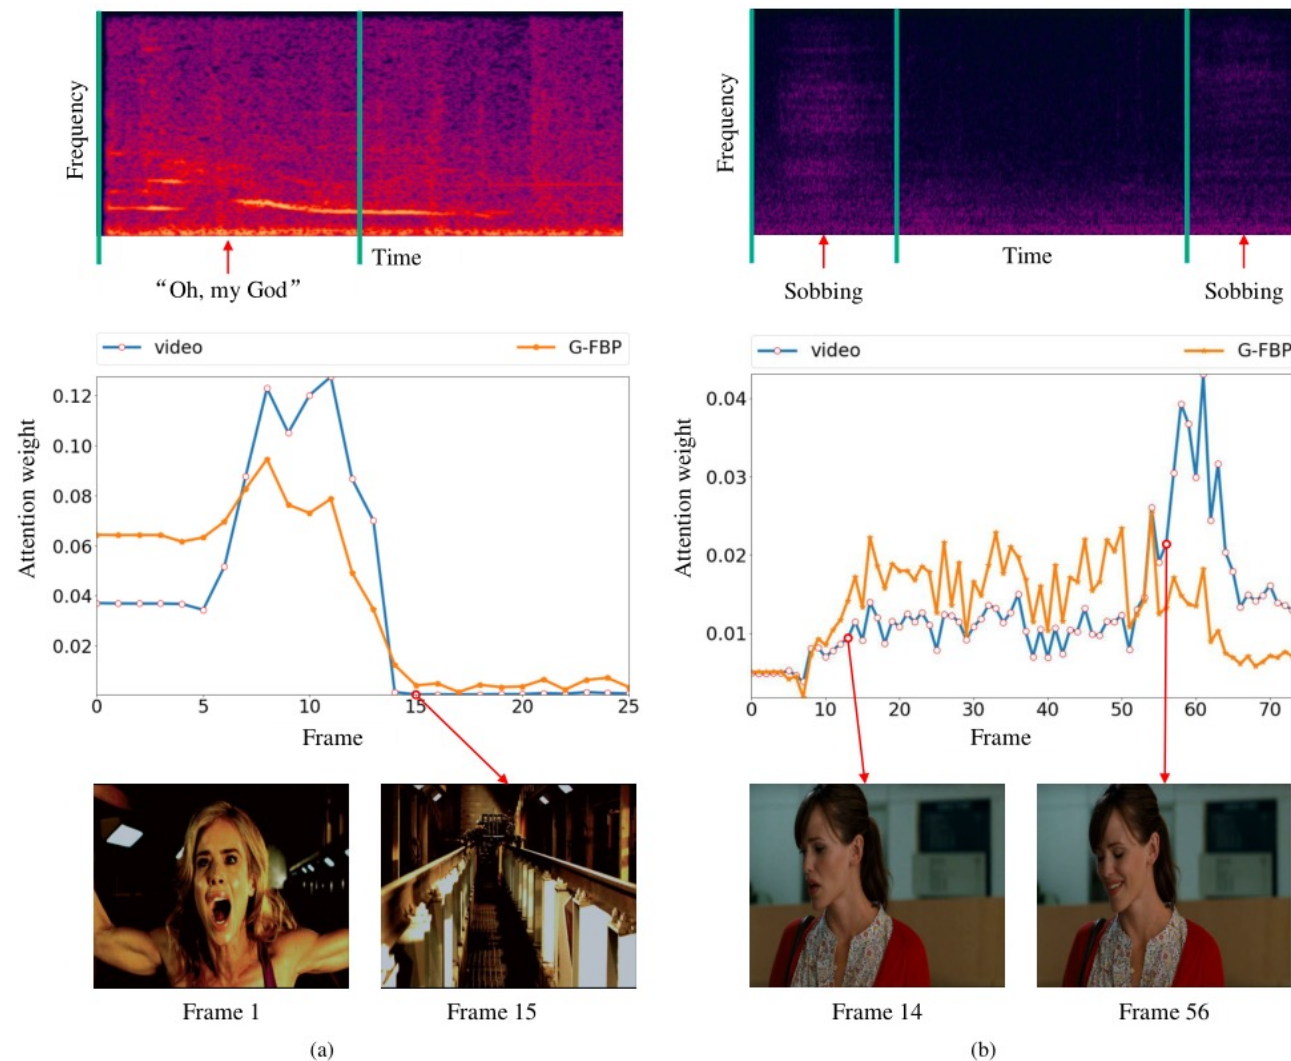 Frequency
Time
“Oh, my God”
Frequency
Time
Sobbing
Sobbing
video
G-FBP
Attention weight
0.12
0.10
0.08
0.06
0.04
0.02
0
5
10
15
20
25
Frame
video
G-FBP
Attention weight
0.04
0.03
0.02
0.01
0
10
20
30
40
50
60
70
Frame
Frame 1
Frame 15
Frame 14
Frame 56
(a)
(b)